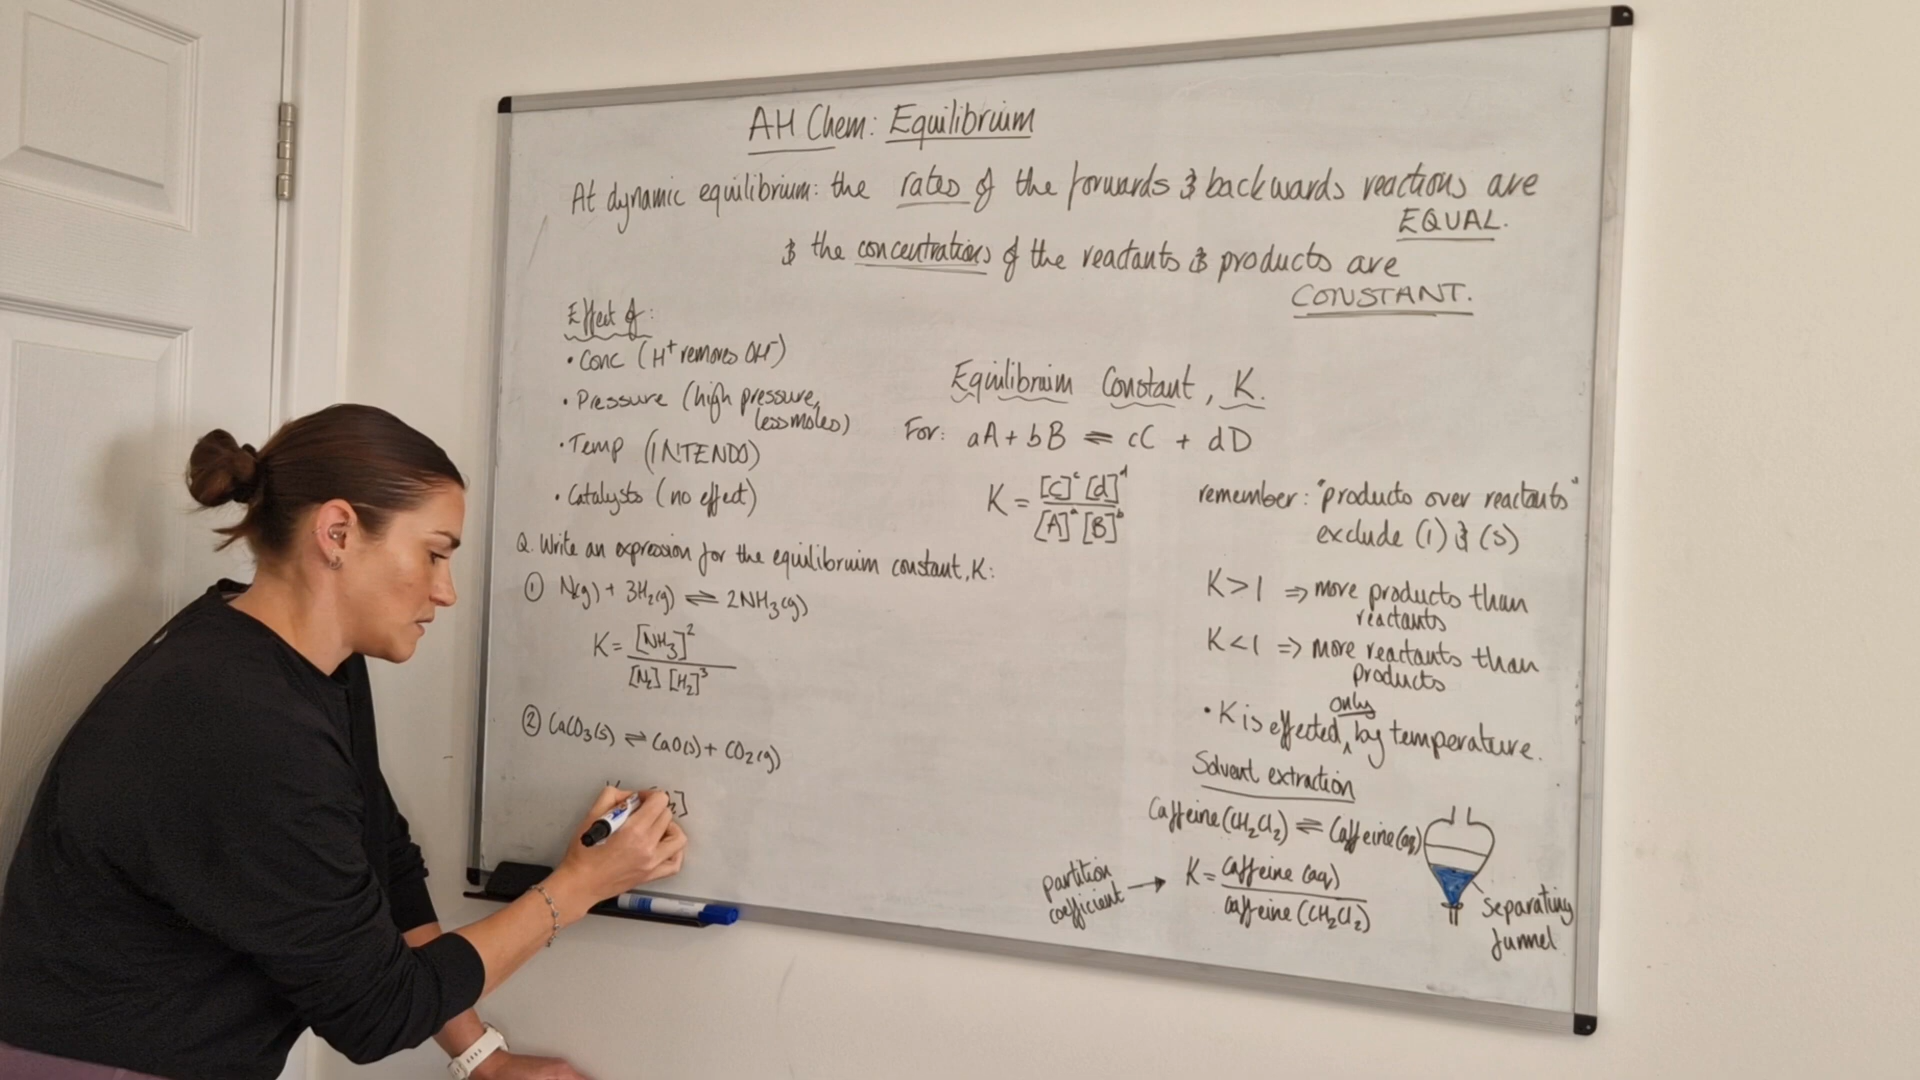 AH Chem: Equilibrium
At dynamic equilibrium: the rates of the forwards & backwards reactions are
EQUAL.
& the concentrations of the reactants & products are
CONSTANT.
Effect of:
• Conc (H⁺ removes OH⁻)
• Pressure (high pressure,
less moles)
• Temp (INTENDO)
• Catalysts (no effect)
Q. Write an expression for the equilibrium constant, K:
① N₂(g) + 3H₂(g) ⇌ 2NH₃(g)
K = [NH₃]²
[N₂] [H₂]³
② CaCO₃(s) ⇌ CaO(s) + CO₂(g)
Equilibrium Constant, K.
For: aA + bB ⇌ cC + dD
K = [C]ᶜ [d]ᵈ
[A]ᵃ [B]ᵇ
remember: "products over reactants"
exclude (l) & (s)
K > 1 ⇒ more products than
reactants
K < 1 ⇒ more reactants than
products
only
• K is effected ^ by temperature.
Solvent extraction
Caffeine (CH₂Cl₂) ⇌ Caffeine (aq)
partition
coefficient →
K = caffeine (aq)
caffeine (CH₂Cl₂)
separating
funnel